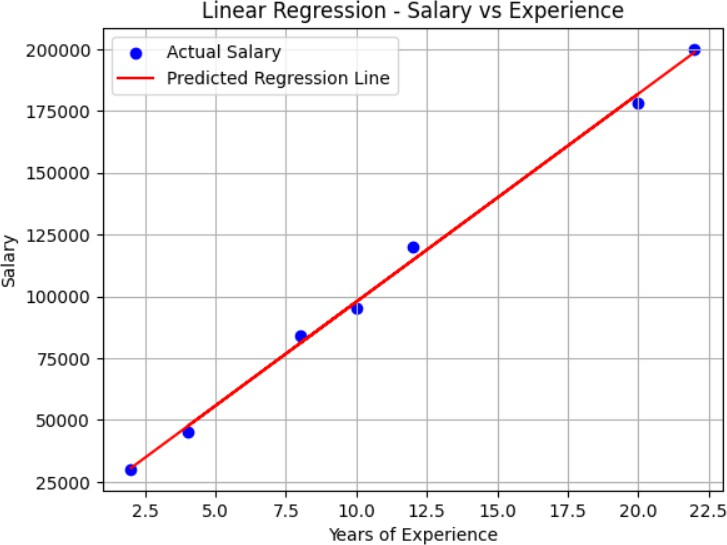 Linear Regression - Salary vs Experience
Actual Salary
Predicted Regression Line
200000
175000
150000
125000
100000
75000
50000
25000
Salary
2.5 5.0 7.5 10.0 12.5 15.0 17.5 20.0 22.5
Years of Experience